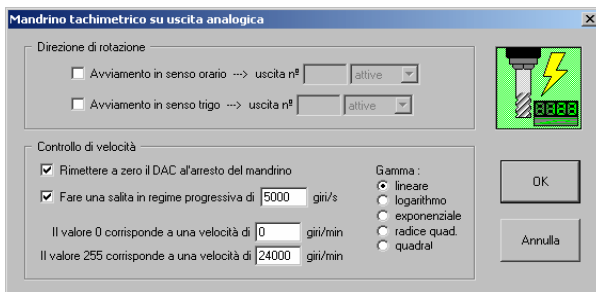 Mandrino tachimetrico su uscita analogica
Direzione di rotazione
Avviamento in senso orario ---> uscita nº attive
Avviamento in senso trigo ---> uscita nº attive
Controllo di velocità
Rimettere a zero il DAC al'arresto del mandrino
Fare una salita in regime progressiva di 5000 giri/s
Il valore 0 corrisponde a una velocità di 0 giri/min
Il valore 255 corrisponde a una velocità di 24000 giri/min
Gamma :
lineare
logarithmo
exponenziale
radice quad.
quadral
8888
OK
Annulla